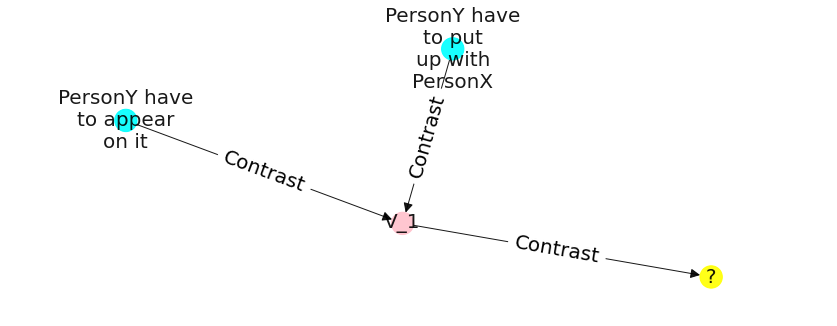 PersonY have
to put
up with
PersonX
PersonY have
to appear
on it
Contrast
Contrast
V_1
Contrast
?